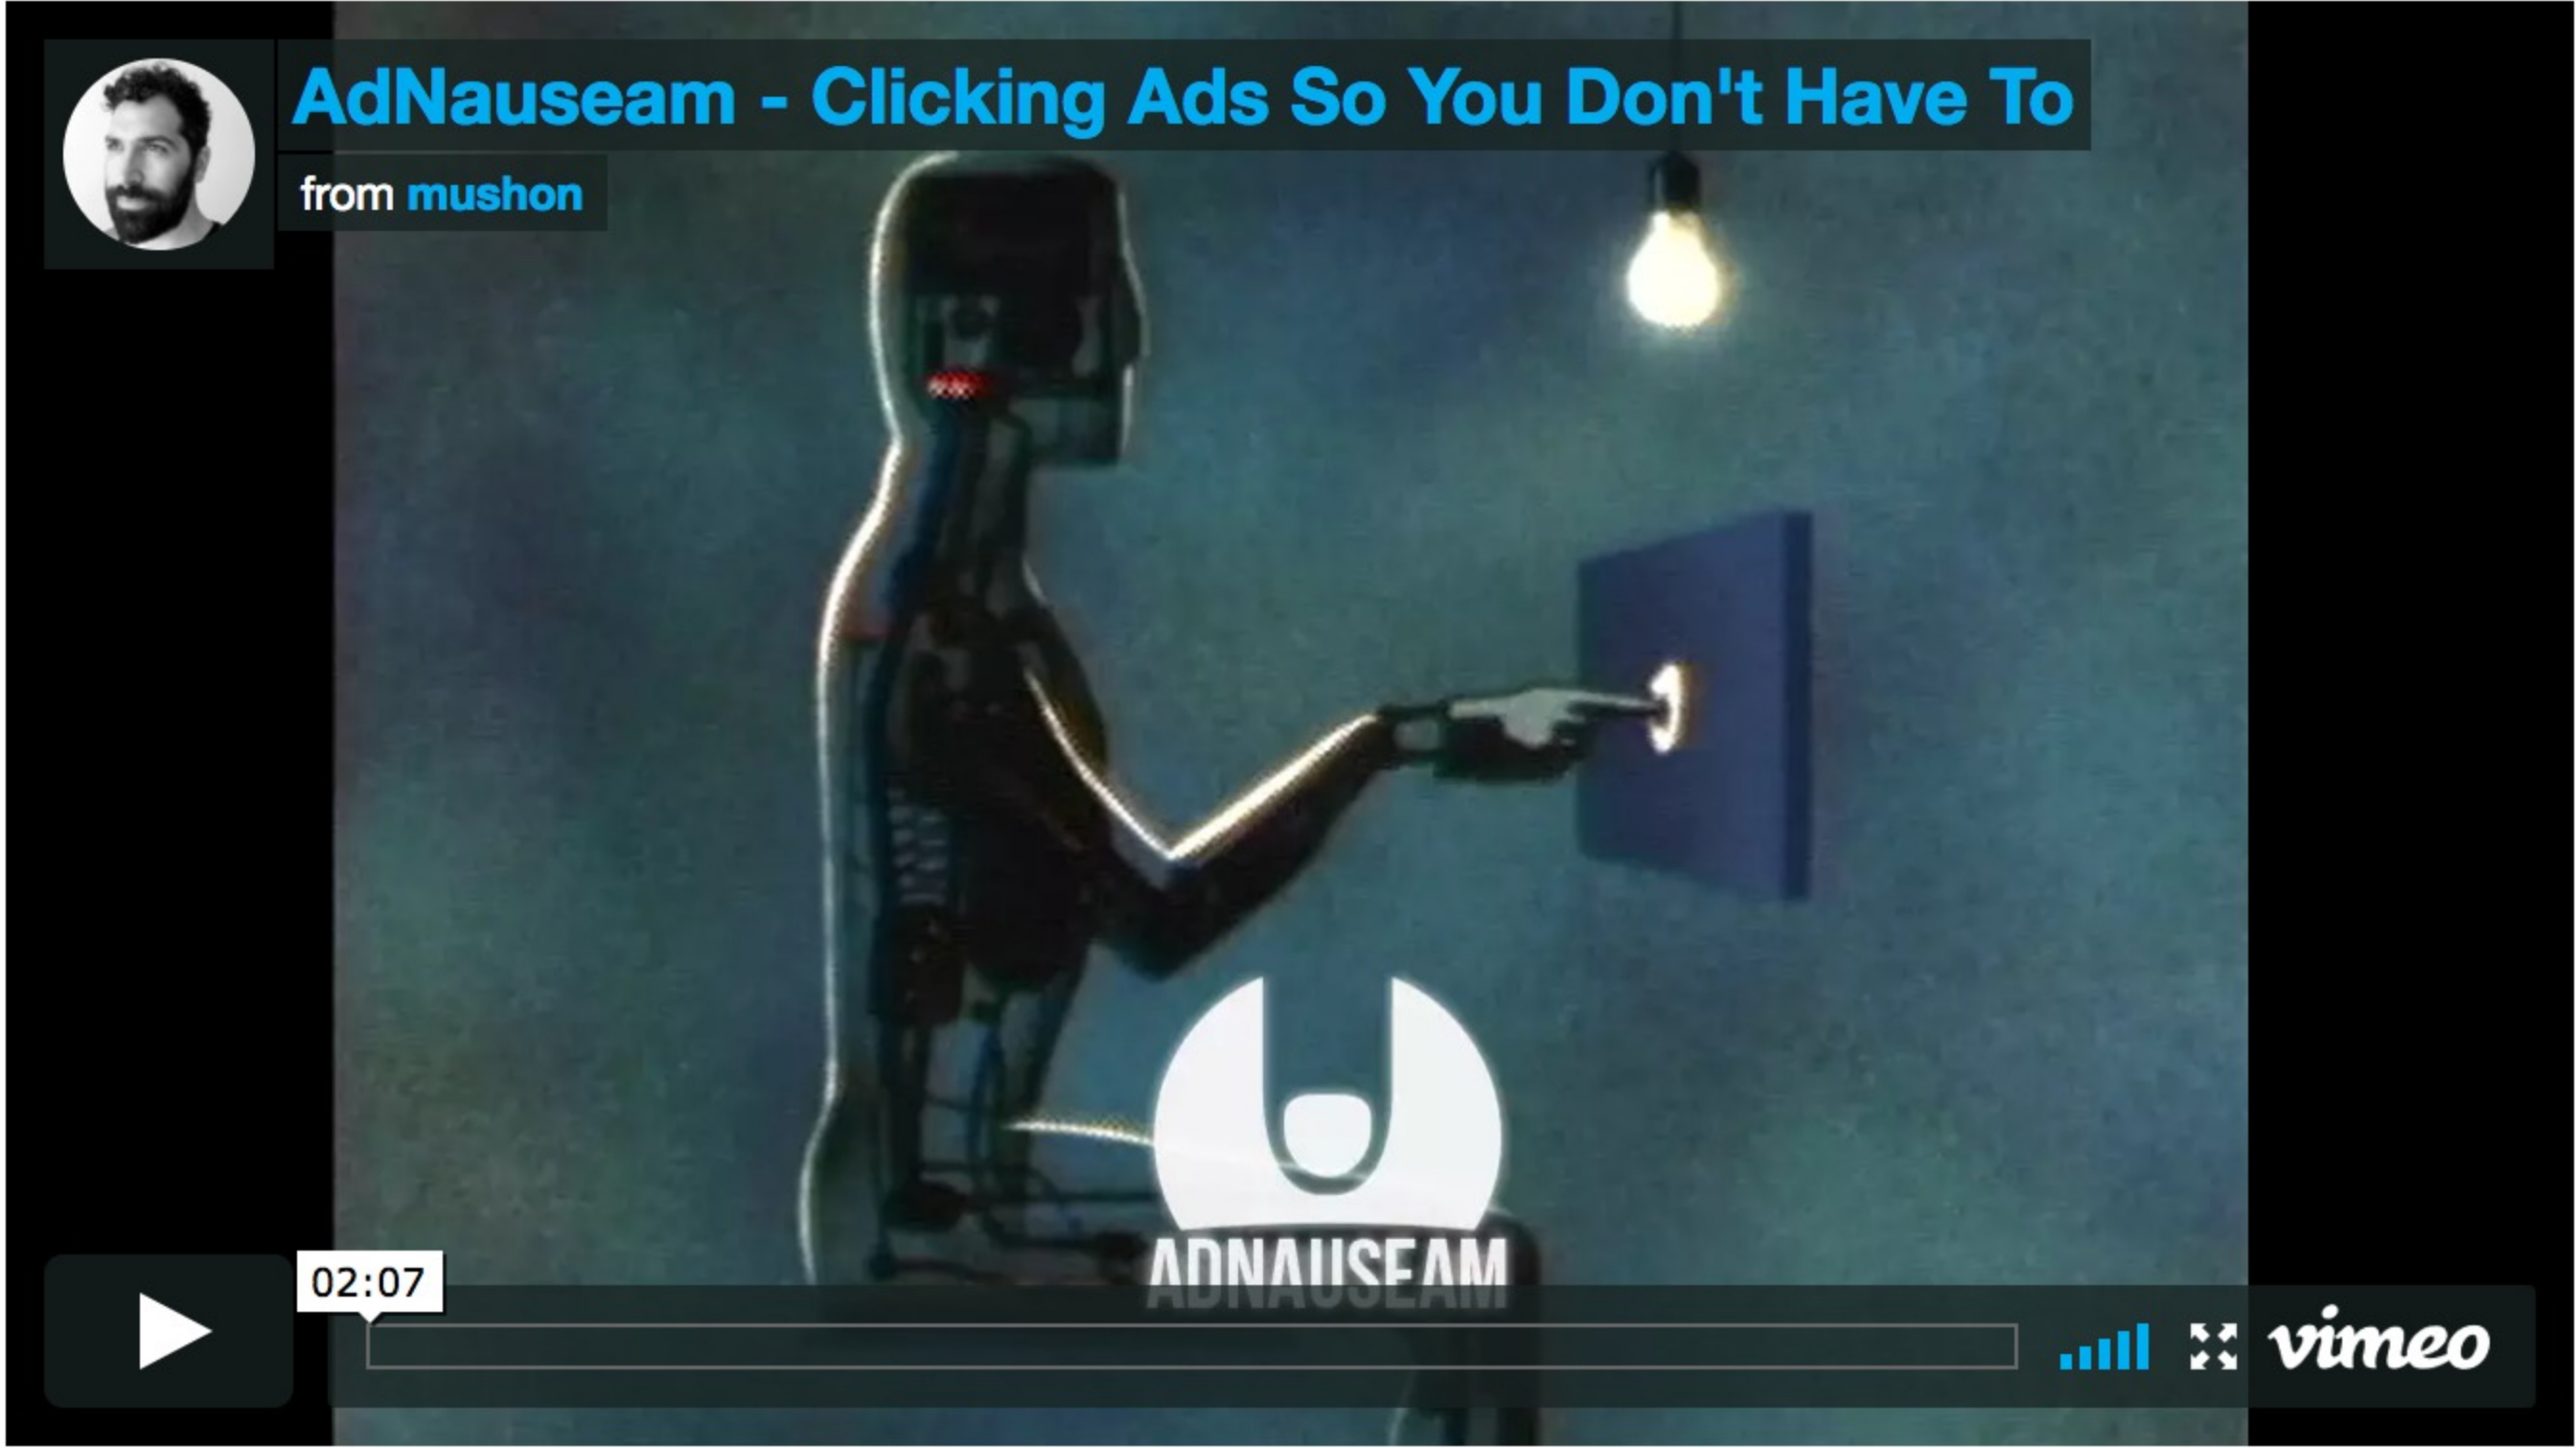 AdNauseam - Clicking Ads So You Don't Have To
from mushon
ADNAUSEAM
02:07
vimeo